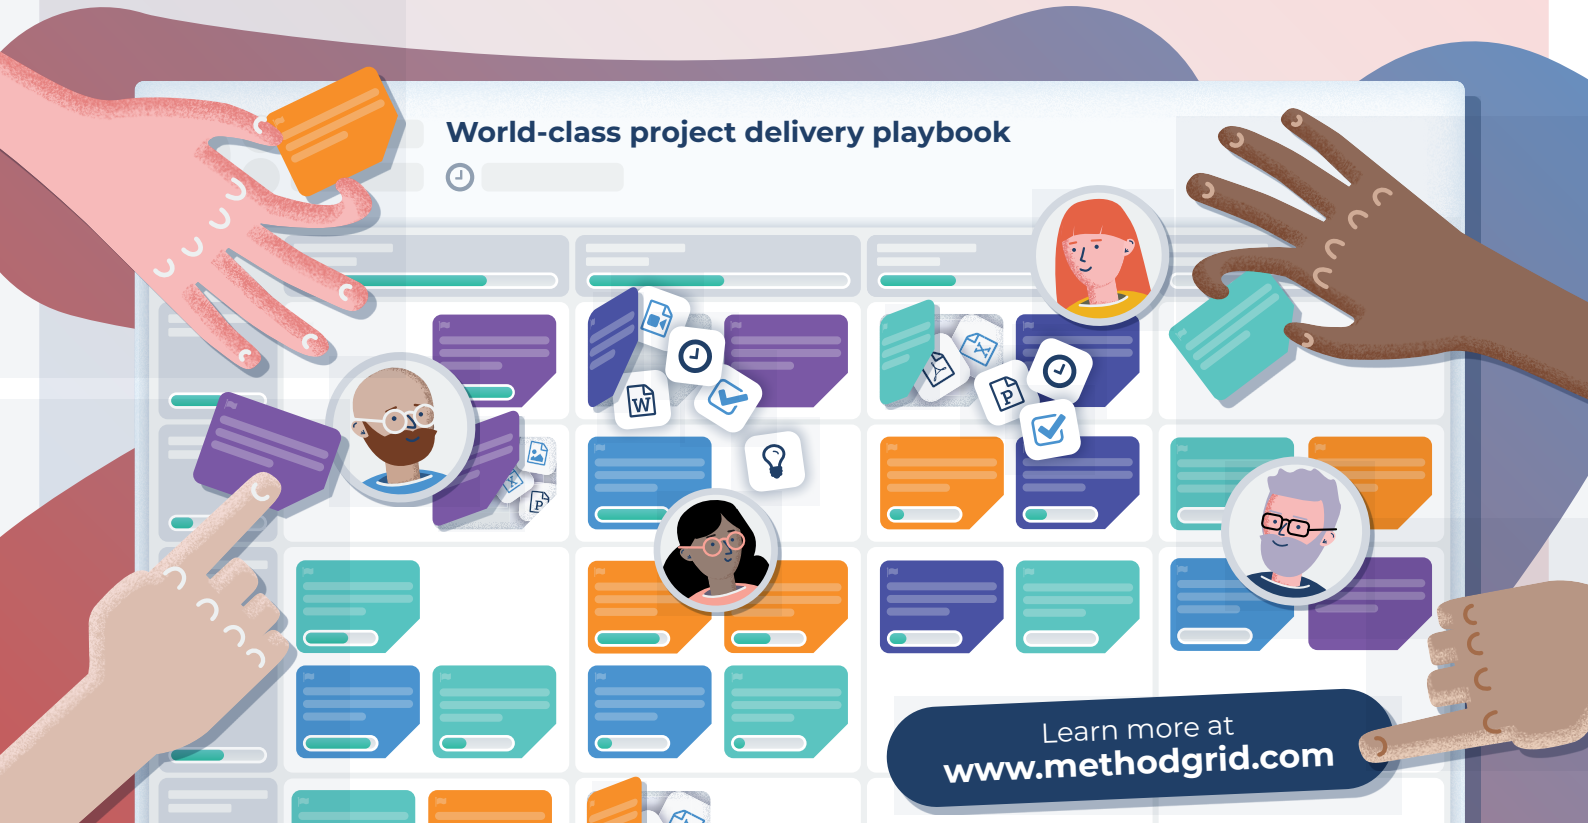 World-class project delivery playbook
W
X
P
X
P
Learn more at
www.methodgrid.com